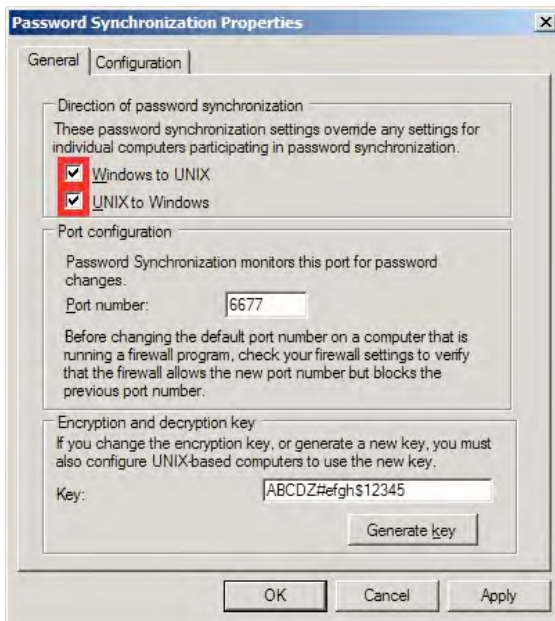 Password Synchronization Properties
General
Configuration
Direction of password synchronization
These password synchronization settings override any settings for
individual computers participating in password synchronization.
Windows to UNIX
UNIX to Windows
Port configuration
Password Synchronization monitors this port for password
changes.
Port number: 6677
Before changing the default port number on a computer that is
running a firewall program, check your firewall settings to verify
that the firewall allows the new port number but blocks the
previous port number.
Encryption and decryption key
If you change the encryption key, or generate a new key, you must
also configure UNIX-based computers to use the new key.
Key: ABCDZ#efgh$12345
Generate key
OK Cancel Apply